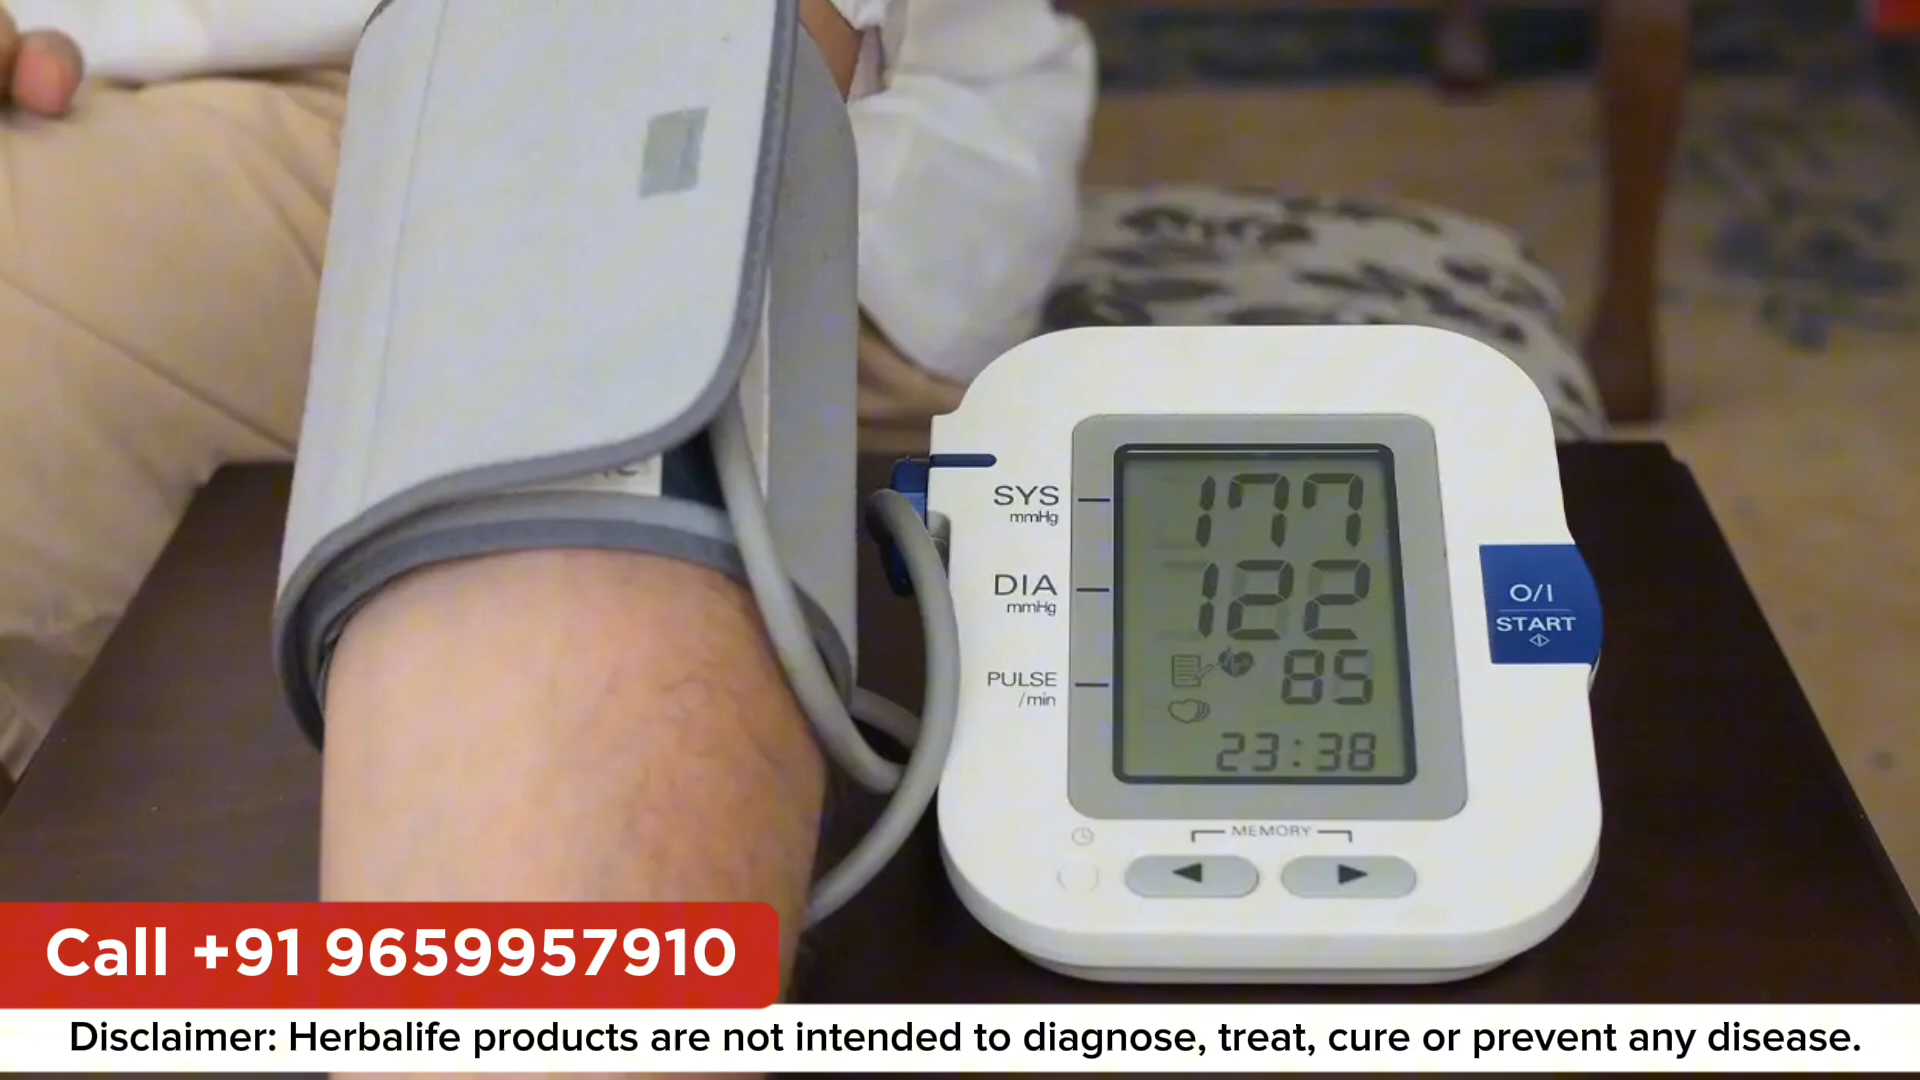 SYS
mmHg
177
DIA
mmHg
122
PULSE
/min
85
23:38
O/I
START
MEMORY
Call +91 9659957910
Disclaimer: Herbalife products are not intended to diagnose, treat, cure or prevent any disease.